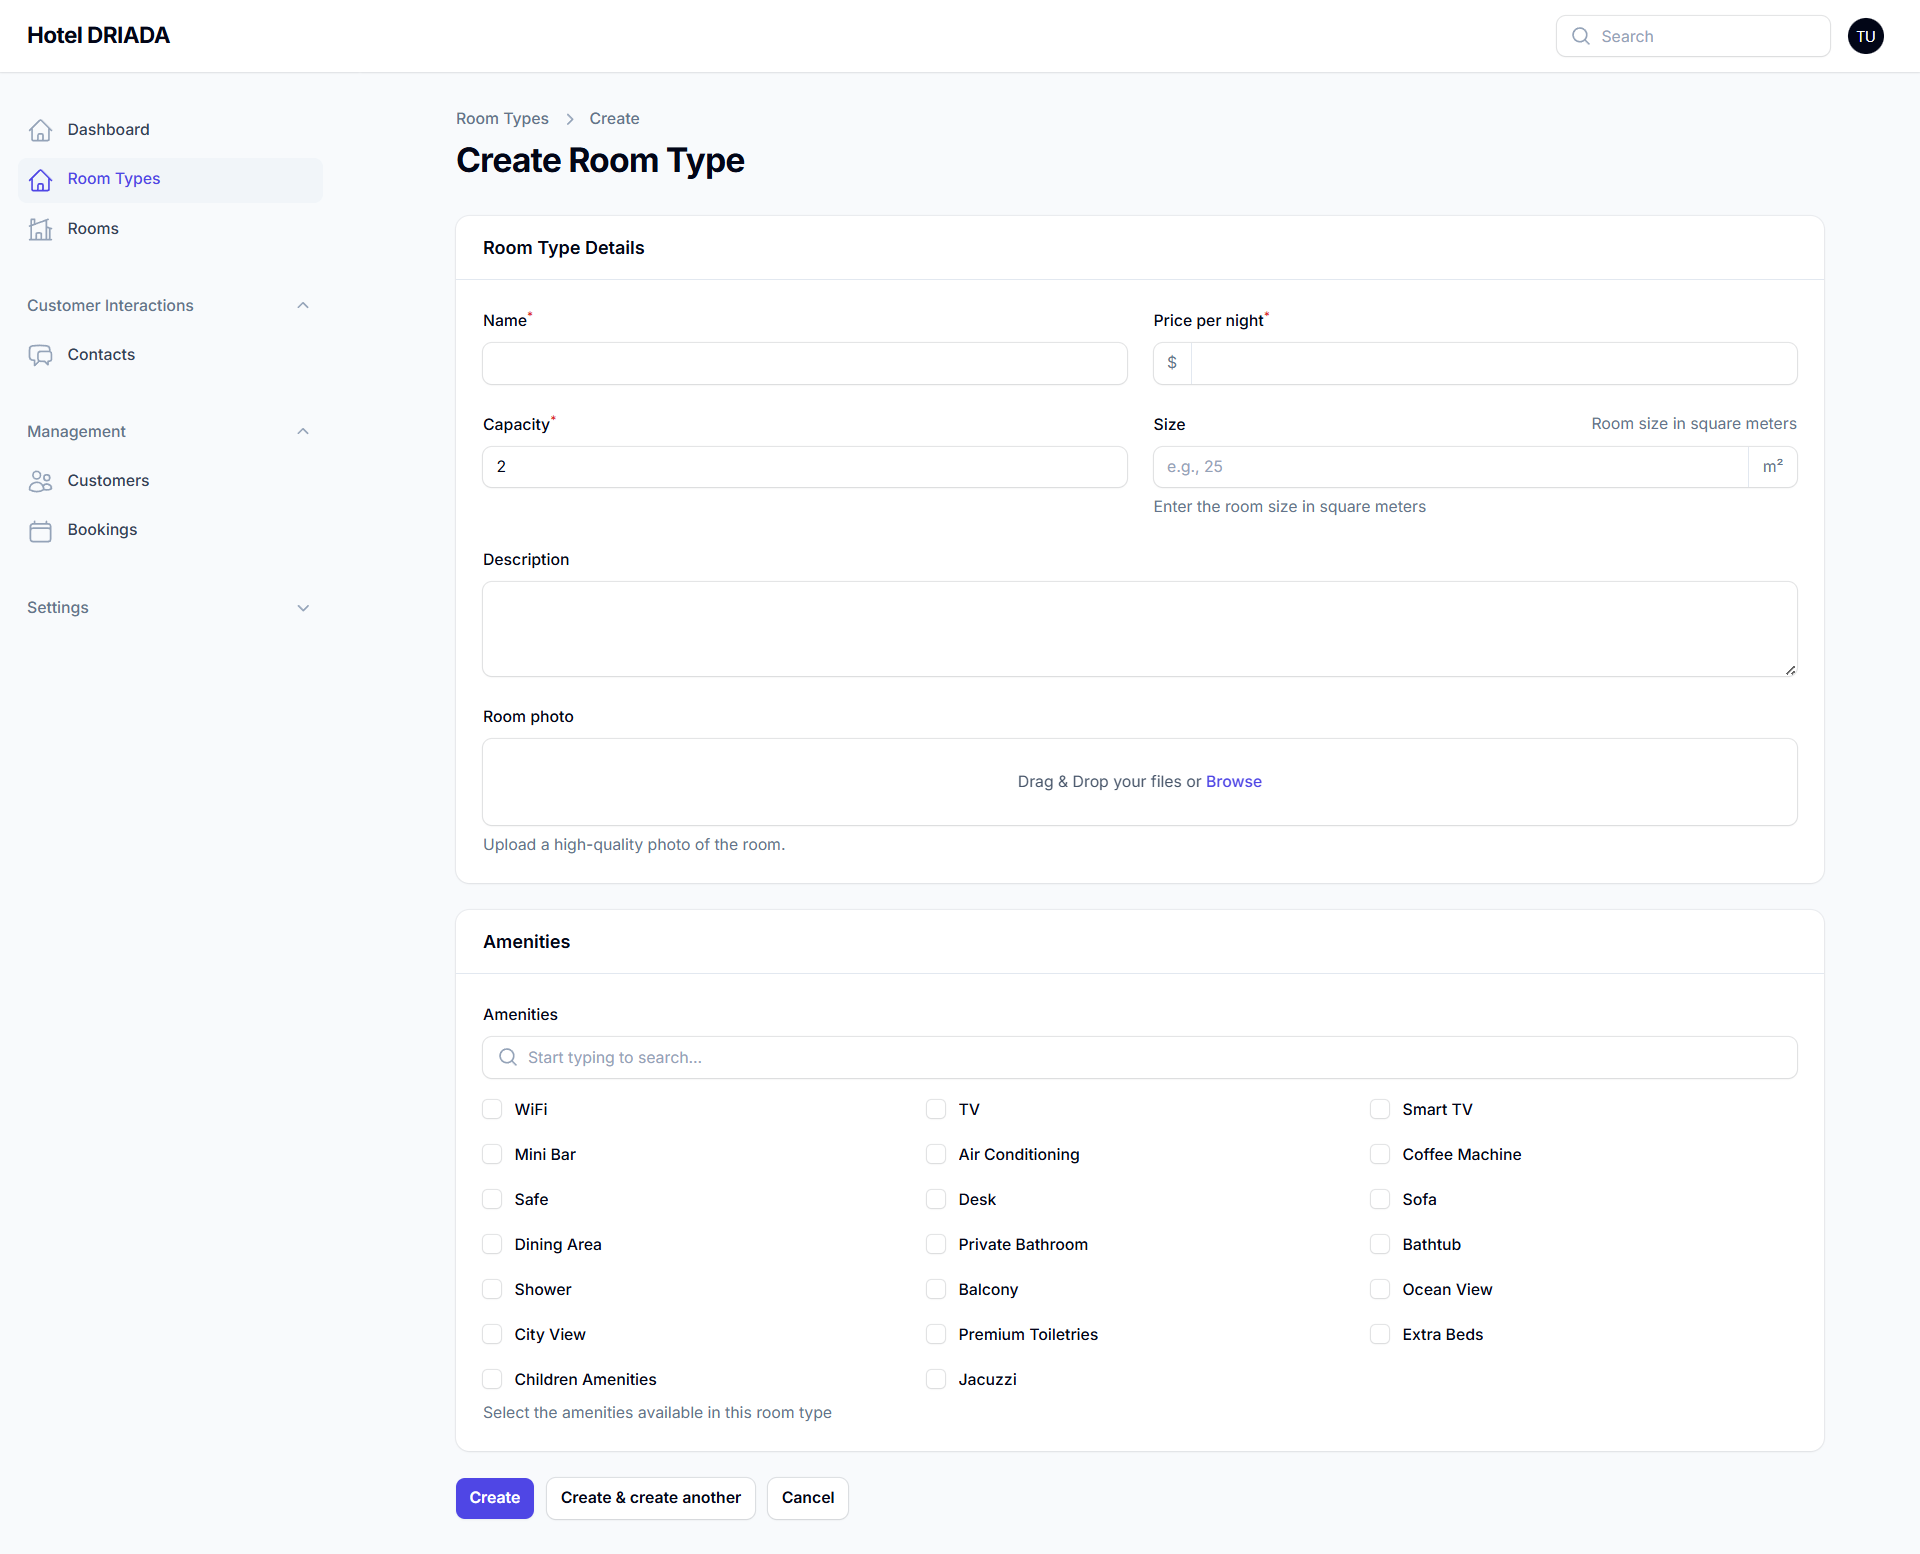 Hotel DRIADA
Search
TU
Dashboard
Room Types
Rooms
Customer Interactions
Contacts
Management
Customers
Bookings
Settings
Room Types > Create
Create Room Type
Room Type Details
Name*
Price per night*
$
Capacity*
Size
Room size in square meters
2
e.g., 25
m²
Enter the room size in square meters
Description
Room photo
Drag & Drop your files or Browse
Upload a high-quality photo of the room.
Amenities
Amenities
Start typing to search...
WiFi
TV
Smart TV
Mini Bar
Air Conditioning
Coffee Machine
Safe
Desk
Sofa
Dining Area
Private Bathroom
Bathtub
Shower
Balcony
Ocean View
City View
Premium Toiletries
Extra Beds
Children Amenities
Jacuzzi
Select the amenities available in this room type
Create
Create & create another
Cancel